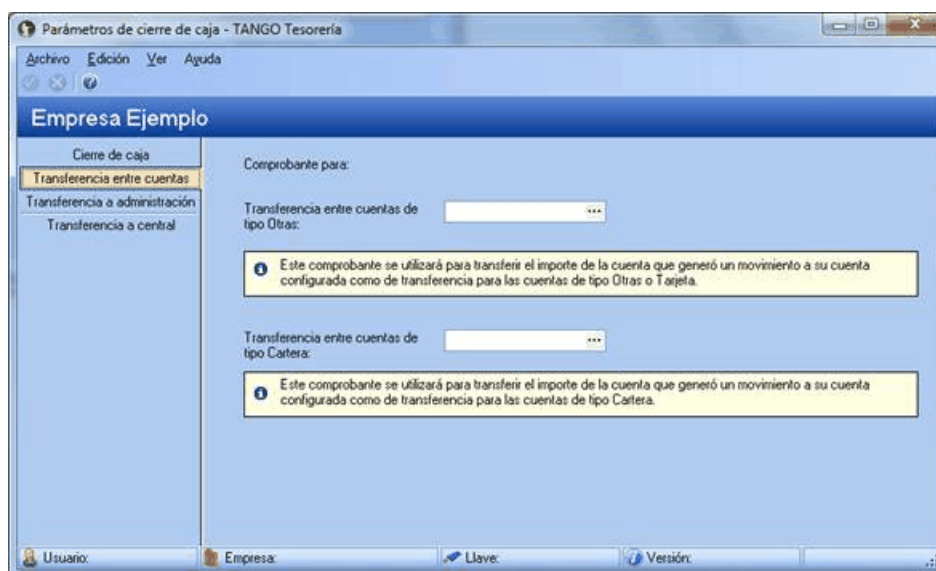 Parámetros de cierre de caja - TANGO Tesorería
Archivo Edición Ver Ayuda
Empresa Ejemplo
Cierre de caja
Transferencia entre cuentas
Transferencia a administración
Transferencia a central
Comprobante para:
Transferencia entre cuentas de
tipo Otras:
Este comprobante se utilizará para transferir el importe de la cuenta que generó un movimiento a su cuenta
configurada como de transferencia para las cuentas de tipo Otras o Tarjeta.
Transferencia entre cuentas de
tipo Cartera:
Este comprobante se utilizará para transferir el importe de la cuenta que generó un movimiento a su cuenta
configurada como de transferencia para las cuentas de tipo Cartera.
Usuario: Empresa: Llave: Versión: